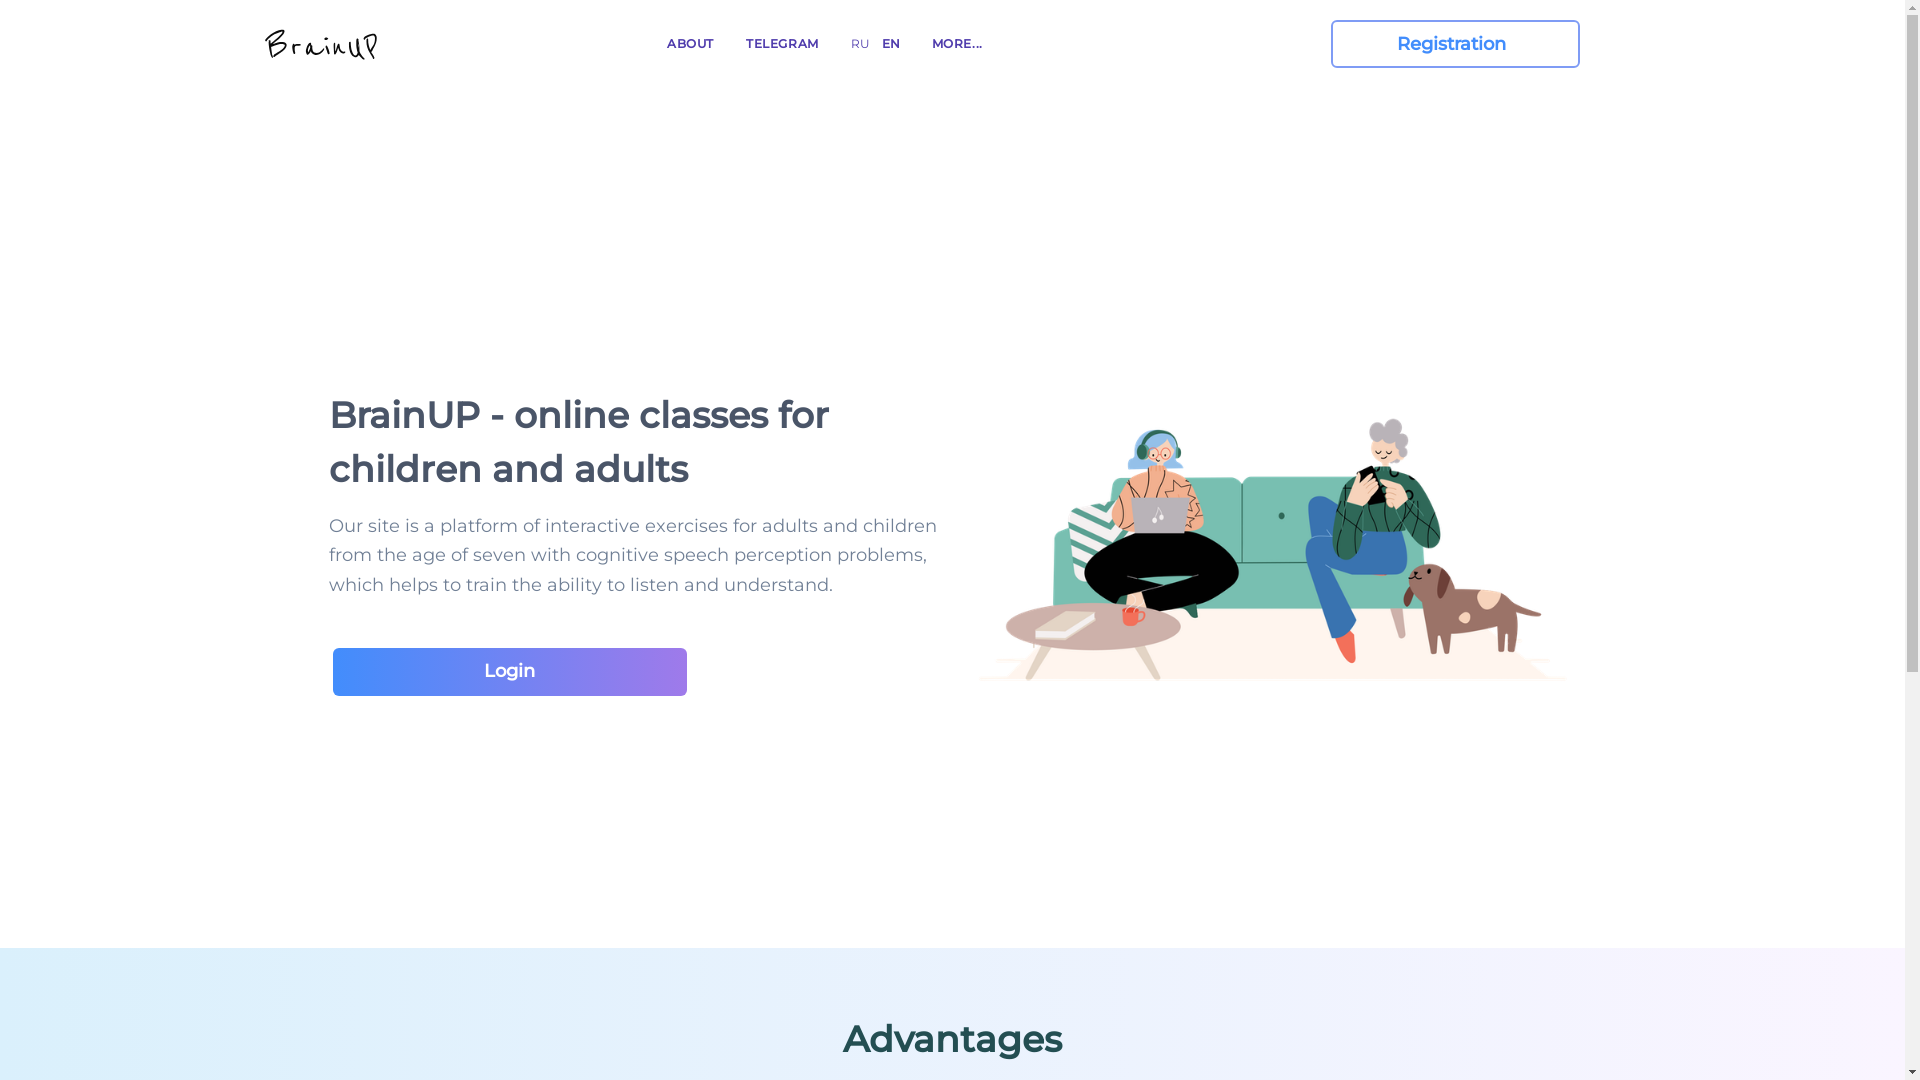 BrainUP
ABOUT TELEGRAM RU EN MORE...
Registration
BrainUP - online classes for
children and adults
Our site is a platform of interactive exercises for adults and children
from the age of seven with cognitive speech perception problems,
which helps to train the ability to listen and understand.
Login
Advantages